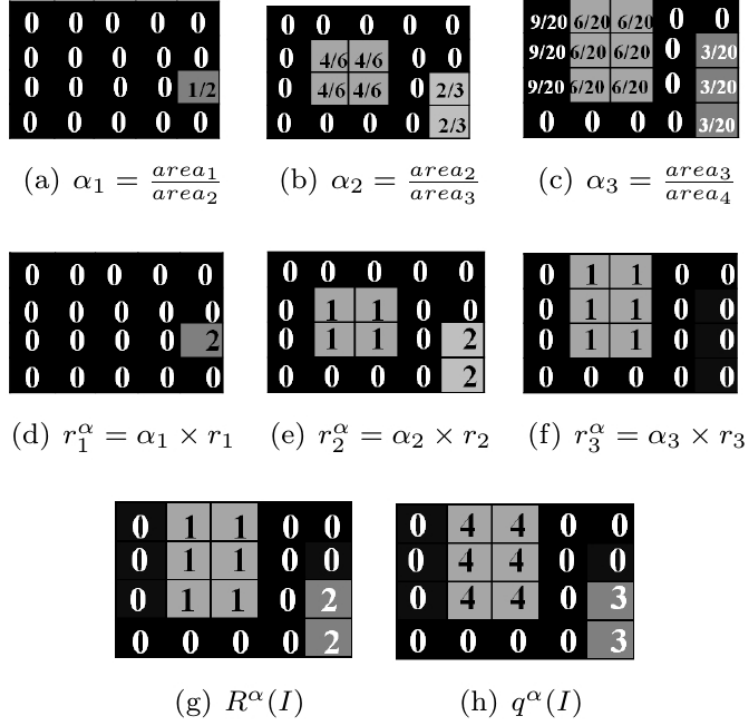 0 0 0 0 0
0 0 0 0 0
0 0 0 0 1/2
0 0 0 0 0
(a) α₁ = area₁/area₂
0 0 0 0 0
0 4/6 4/6 0 0
0 4/6 4/6 0 2/3
0 0 0 0 2/3
(b) α₂ = area₂/area₃
9/20 6/20 6/20 0 0
9/20 6/20 6/20 0 3/20
9/20 6/20 6/20 0 3/20
0 0 0 0 3/20
(c) α₃ = area₃/area₄
0 0 0 0 0
0 0 0 0 0
0 0 0 0 2
0 0 0 0 0
(d) r₁^α = α₁ × r₁
0 0 0 0 0
0 1 1 0 0
0 1 1 0 2
0 0 0 0 2
(e) r₂^α = α₂ × r₂
0 1 1 0 0
0 1 1 0 0
0 1 1 0 0
0 0 0 0 0
(f) r₃^α = α₃ × r₃
0 1 1 0 0
0 1 1 0 0
0 1 1 0 2
0 0 0 0 2
(g) R^α(I)
0 4 4 0 0
0 4 4 0 0
0 4 4 0 3
0 0 0 0 3
(h) q^α(I)